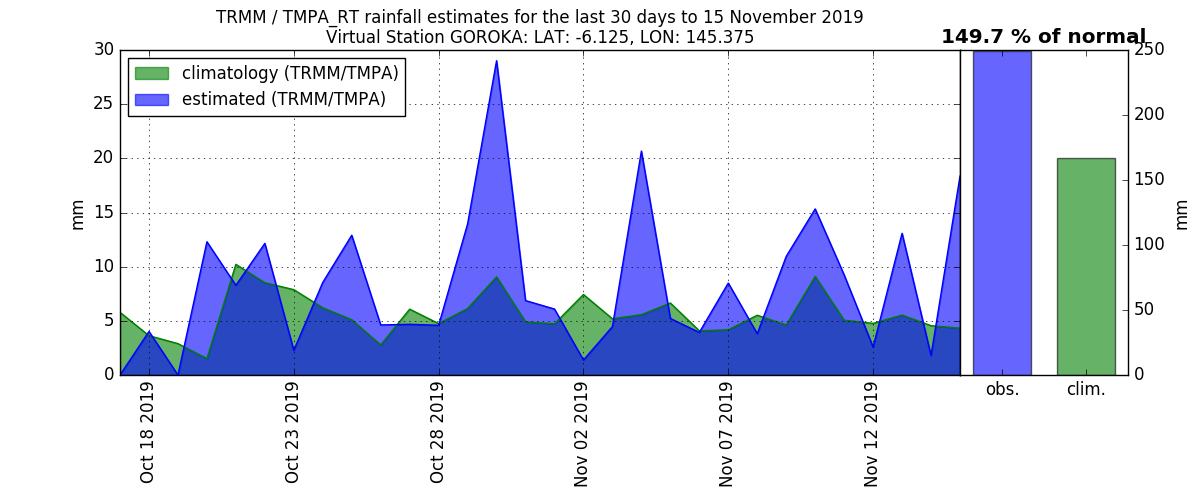 TRMM / TMPA_RT rainfall estimates for the last 30 days to 15 November 2019
Virtual Station GOROKA: LAT: -6.125, LON: 145.375
149.7 % of normal
climatology (TRMM/TMPA)
estimated (TRMM/TMPA)
30
25
20
15
10
5
0
mm
250
200
150
100
50
0
mm
obs.
clim.
Oct 18 2019
Oct 23 2019
Oct 28 2019
Nov 02 2019
Nov 07 2019
Nov 12 2019